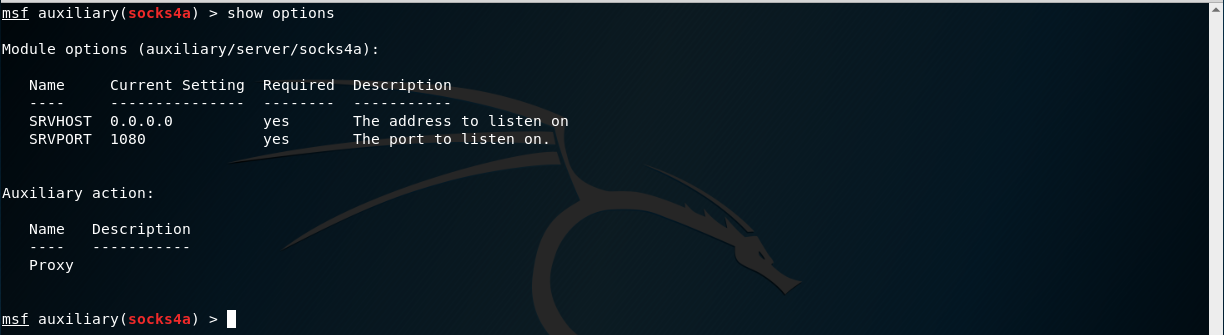 msf auxiliary(socks4a) > show options
Module options (auxiliary/server/socks4a):
Name Current Setting Required Description
---- --------------- -------- -----------
SRVHOST 0.0.0.0 yes The address to listen on
SRVPORT 1080 yes The port to listen on.
Auxiliary action:
Name Description
---- -----------
Proxy
msf auxiliary(socks4a) >